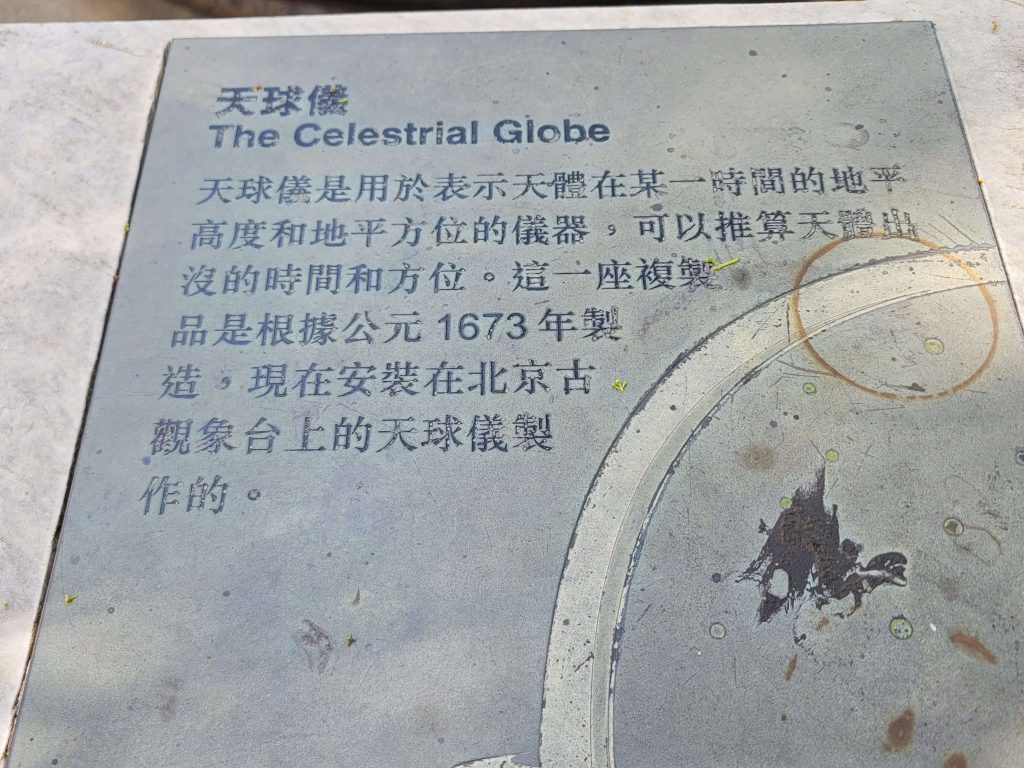 天球儀
The Celestrial Globe
天球儀是用於表示天體在某一時間的地平
高度和地平方位的儀器，可以推算天體出
沒的時間和方位。這一座複製
品是根據公元 1673 年製
造，現在安裝在北京古
觀象台上的天球儀製
作的。